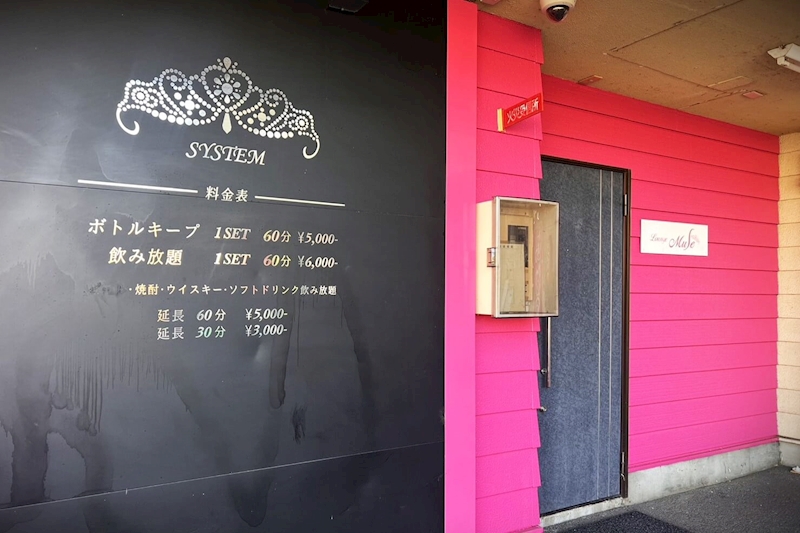 SYSTEM
料金表
ボトルキープ 1SET 60分 ¥5,000-
飲み放題 1SET 60分 ¥6,000-
・焼酎・ウイスキー・ソフトドリンク飲み放題
延長 60分 ¥5,000-
延長 30分 ¥3,000-
Lounge MuSe